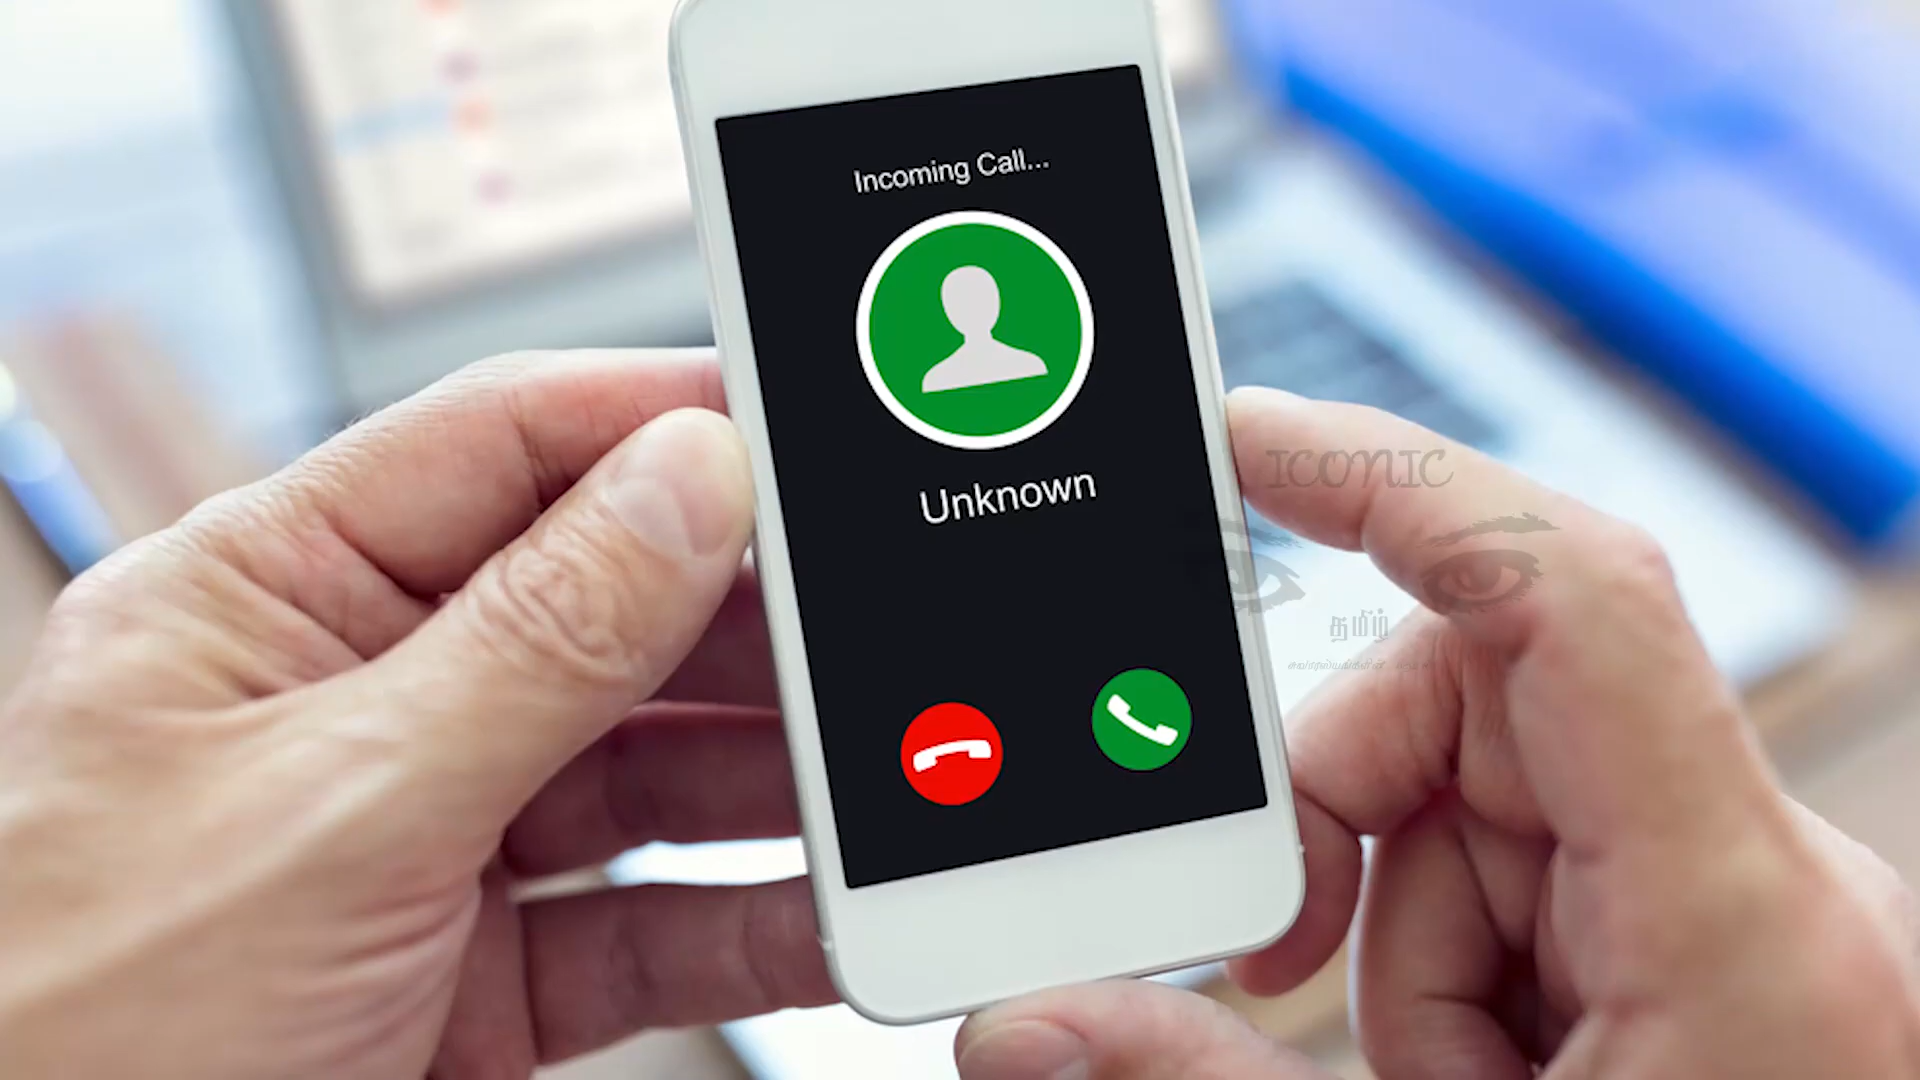 Incoming Call...
Unknown
ICONIC
தமிழ்